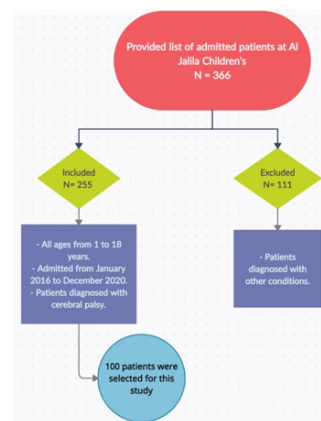 Provided list of admitted patients at Al
Jalila Children's
N = 366
Included
N= 255
Excluded
N= 111
- All ages from 1 to 18
years.
- Admitted from January
2016 to December 2020.
- Patients diagnosed with
cerebral palsy.
- Patients
diagnosed with
other conditions.
100 patients were
selected for this
study